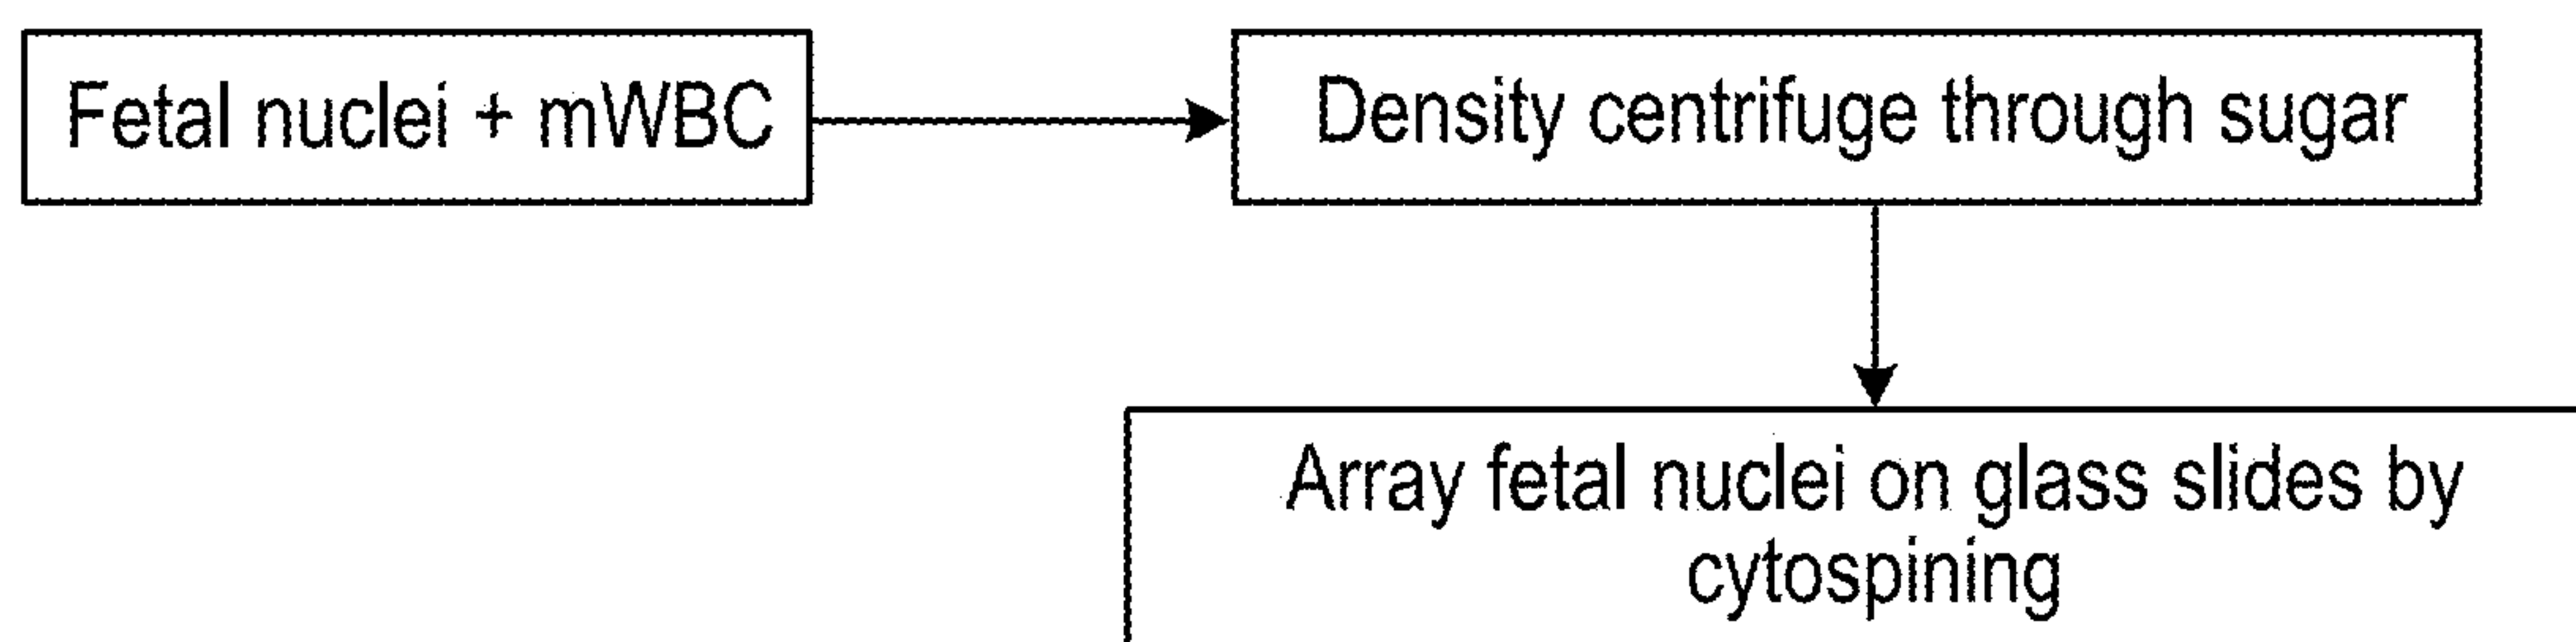 Fetal nuclei + mWBC
Density centrifuge through sugar
Array fetal nuclei on glass slides by
cytospining